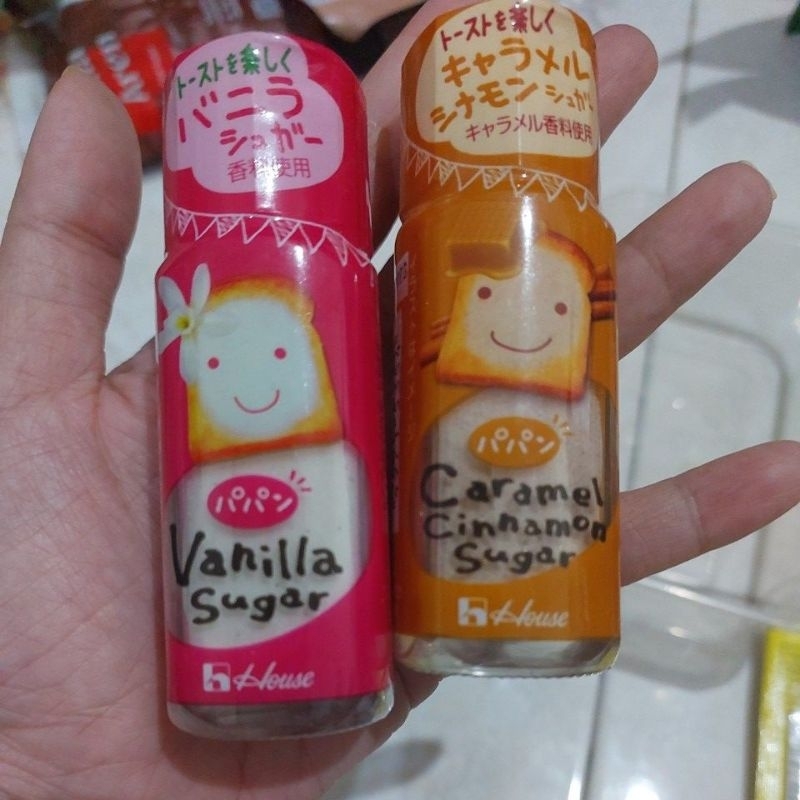 トーストを楽しく
バニラ
シュガー
香料使用
パパン
Vanilla
Sugar
House
トーストを楽しく
キャラメル
シナモンシュガー
キャラメル香料使用
パパン
Caramel
Cinnamon
Sugar
House